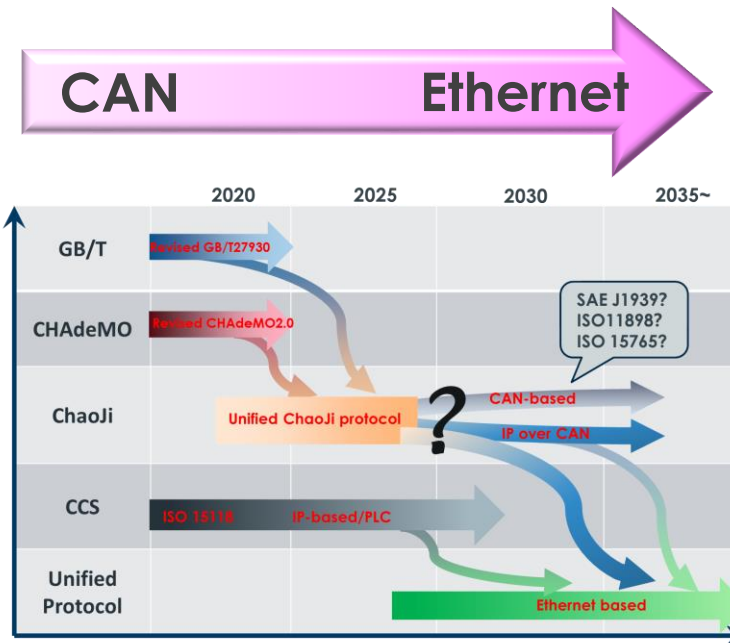 CAN Ethernet
2020 2025 2030 2035~
GB/T
Revised GB/T27930
CHAdeMO
Revised CHAdeMO2.0
SAE J1939?
ISO11898?
ISO 15765?
ChaoJi
Unified ChaoJi protocol
?
CAN-based
IP over CAN
CCS
ISO 15118 IP-based/PLC
Unified
Protocol
Ethernet based